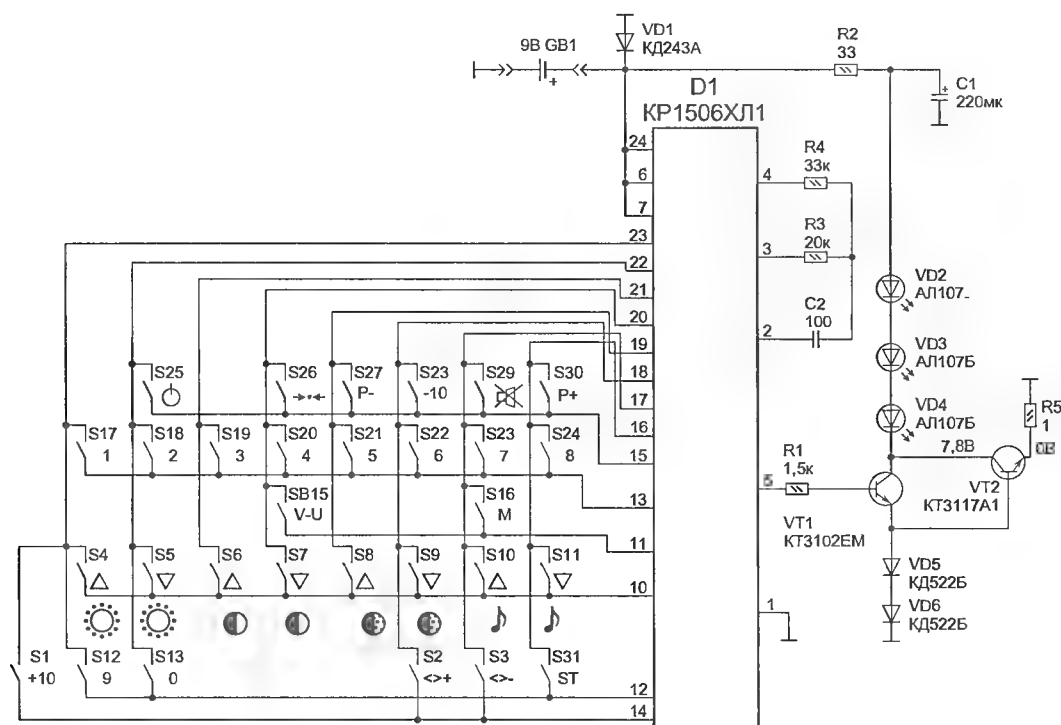 VD1
КД243А
9В GB1
+
R2
33
C1
220мк
+
D1
КР1506ХЛ1
24
6
7
23
22
21
20
19
18
17
16
15
13
11
10
12
14
4
3
2
5
1
R4
33к
R3
20к
C2
100
VD2
АЛ107
VD3
АЛ107Б
VD4
АЛ107Б
R5
1
0В
7,8В
R1
1,5к
VT2
КТ3117А1
VT1
КТ3102ЕМ
VD5
КД522Б
VD6
КД522Б
S25
S26
S27
P-
S23
-10
S29
S30
P+
S17
1
S18
2
S19
3
S20
4
S21
5
S22
6
S23
7
S24
8
SB15
V-U
S16
M
S4
S5
S6
S7
S8
S9
S10
S11
S1
+10
S12
9
S13
0
S2
<>+
S3
<>-
S31
ST